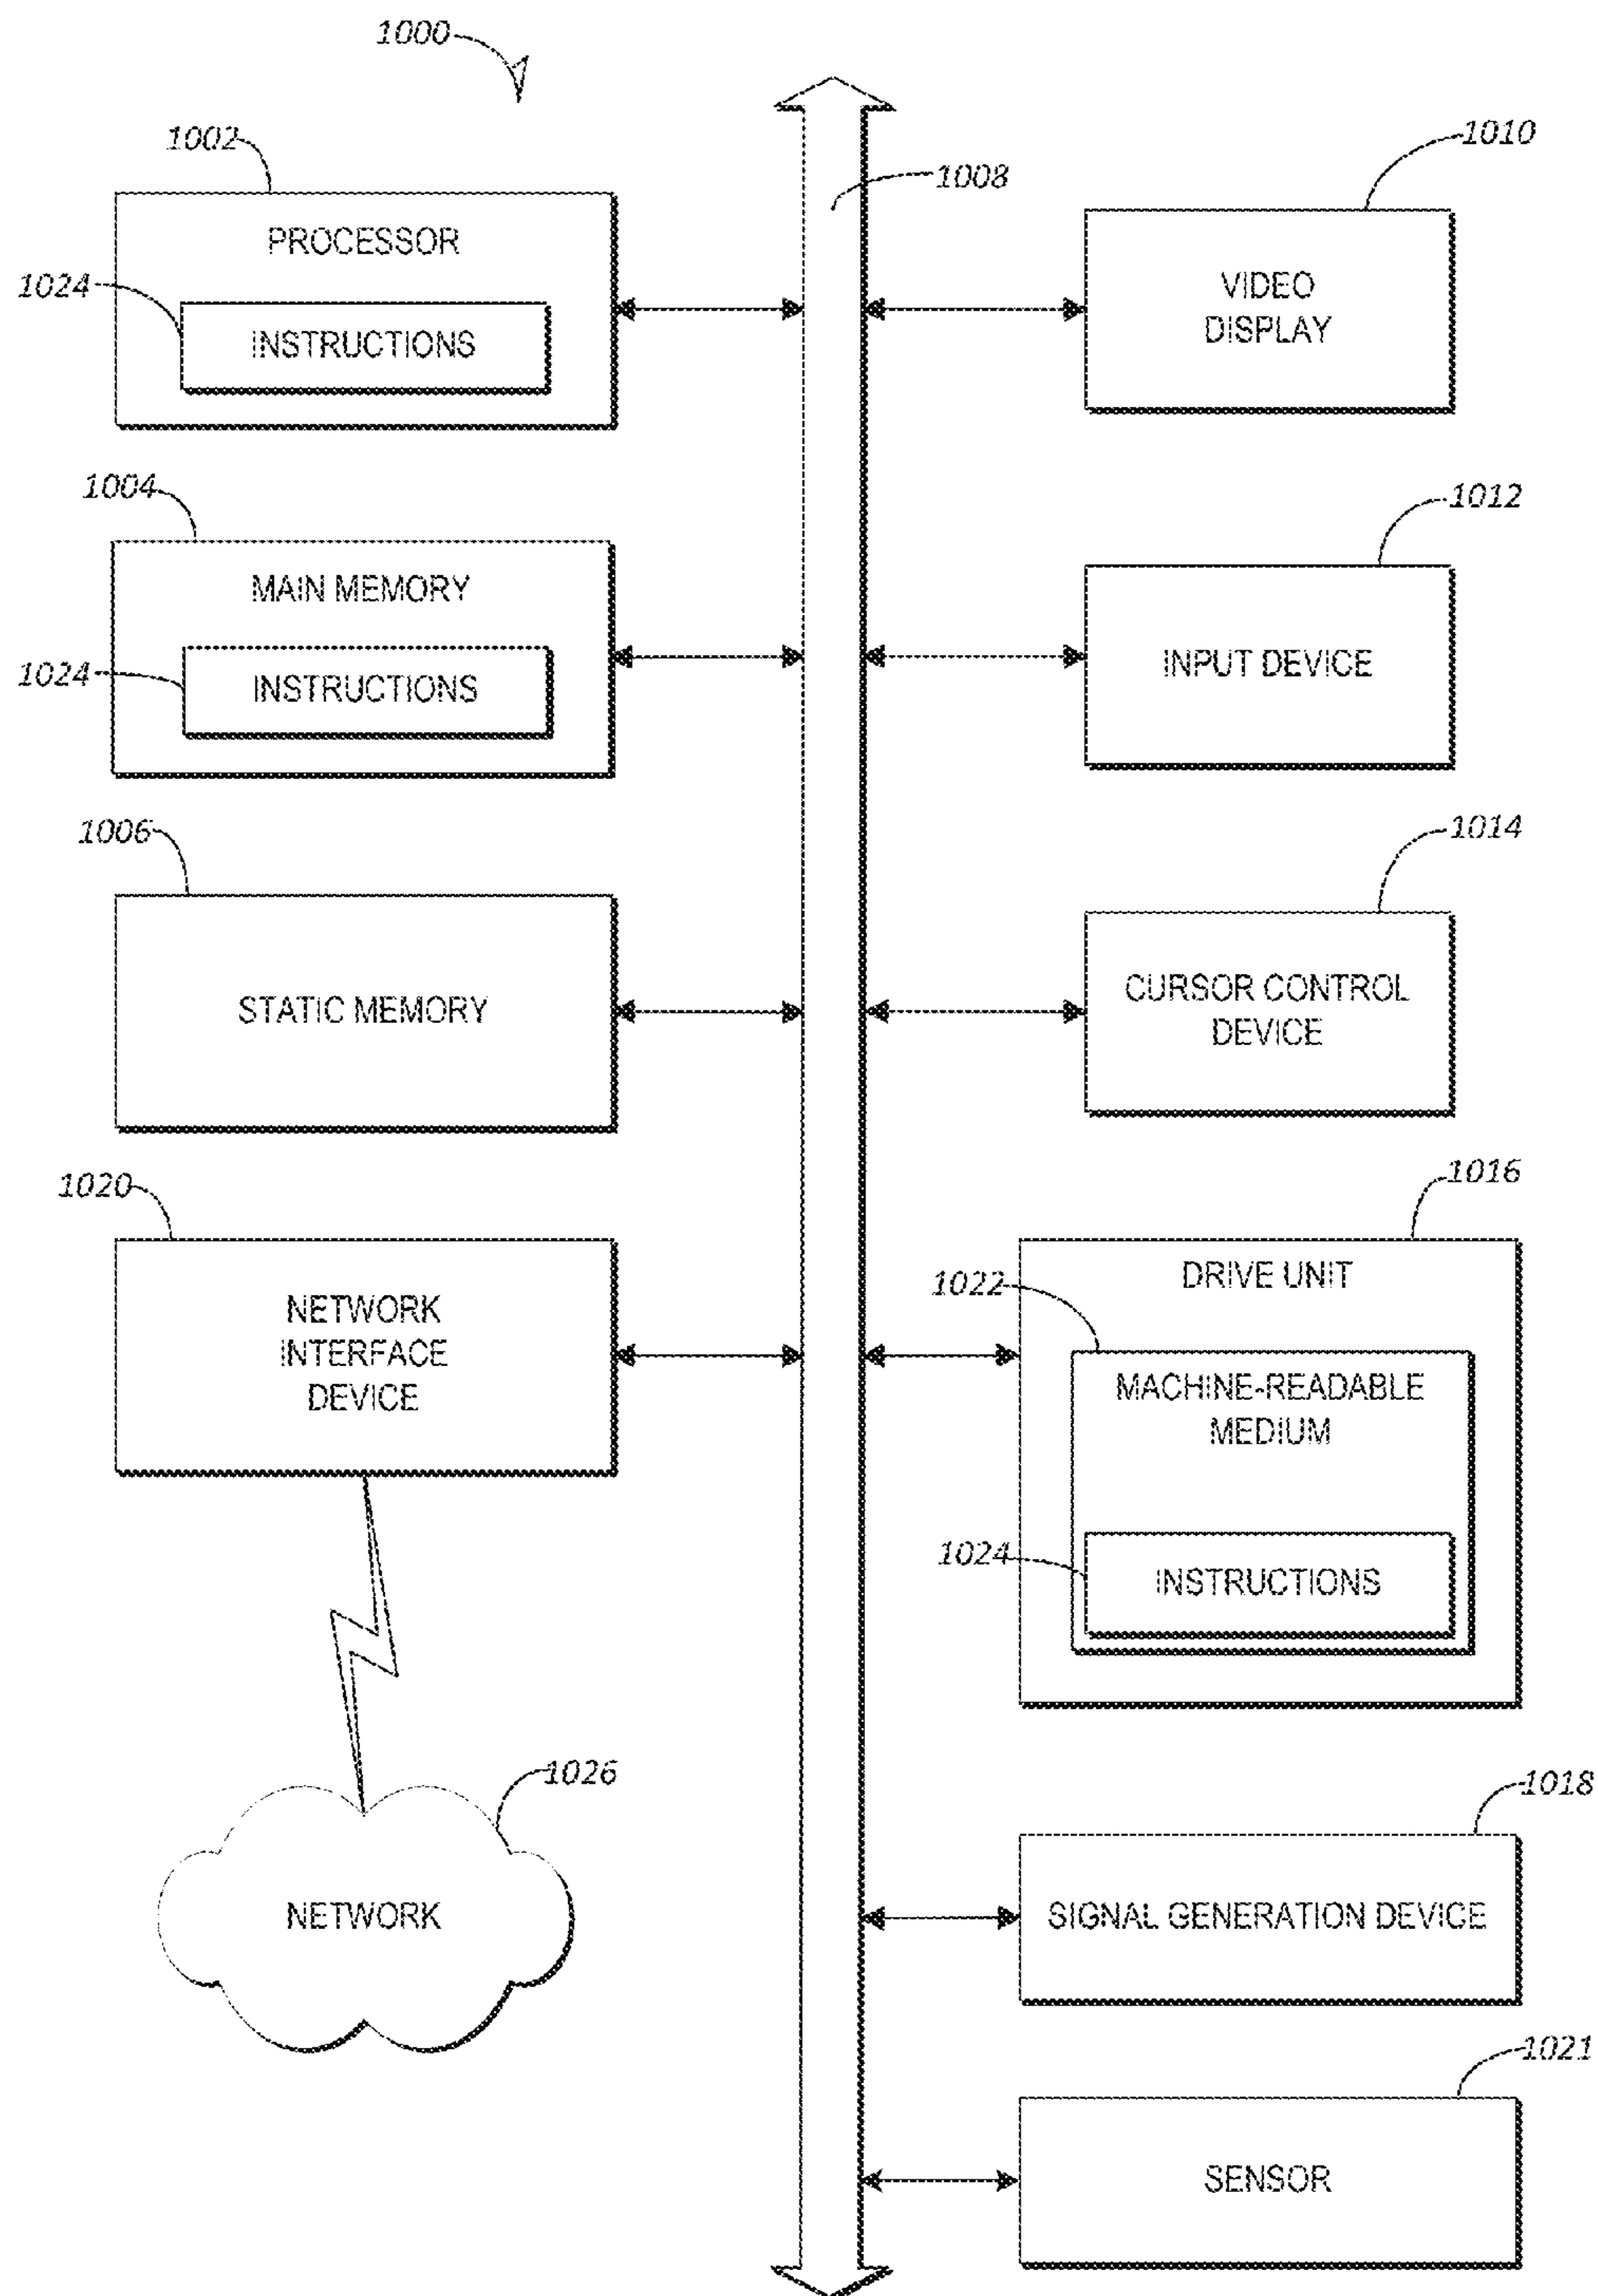 1000
1002
PROCESSOR
1024
INSTRUCTIONS
1004
MAIN MEMORY
1024
INSTRUCTIONS
1006
STATIC MEMORY
1020
NETWORK
INTERFACE
DEVICE
1026
NETWORK
1008
1010
VIDEO
DISPLAY
1012
INPUT DEVICE
1014
CURSOR CONTROL
DEVICE
1016
DRIVE UNIT
1022
MACHINE-READABLE
MEDIUM
1024
INSTRUCTIONS
1018
SIGNAL GENERATION DEVICE
1021
SENSOR